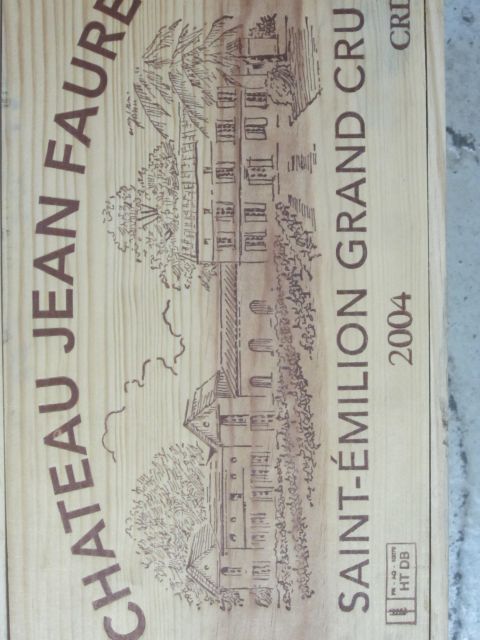 CHATEAU JEAN FAURE
SAINT-ÉMILION GRAND CRU
2004
HT DB